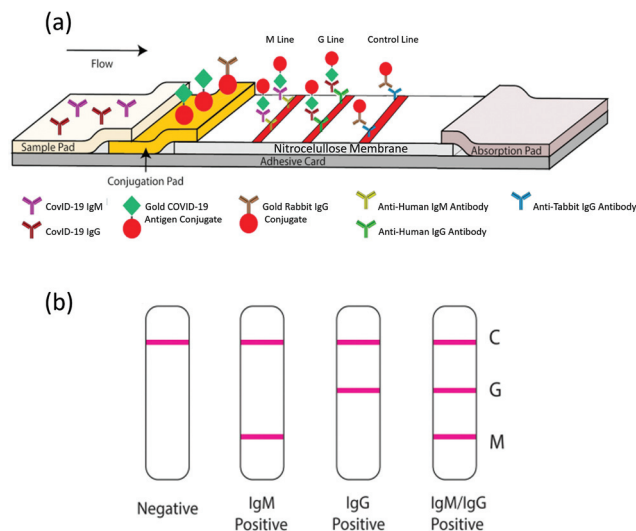 (a)
M Line
G Line
Control Line
Flow
Sample Pad
Nitrocelullose Membrane
Absorption Pad
Adhesive Card
Conjugation Pad
CovID-19 IgM
Gold COVID-19
Antigen Conjugate
Gold Rabbit IgG
Conjugate
Anti-Human IgM Antibody
Anti-Tabbit IgG Antibody
CovID-19 IgG
Anti-Human IgG Antibody
(b)
C
G
M
Negative
IgM
Positive
IgG
Positive
IgM/IgG
Positive